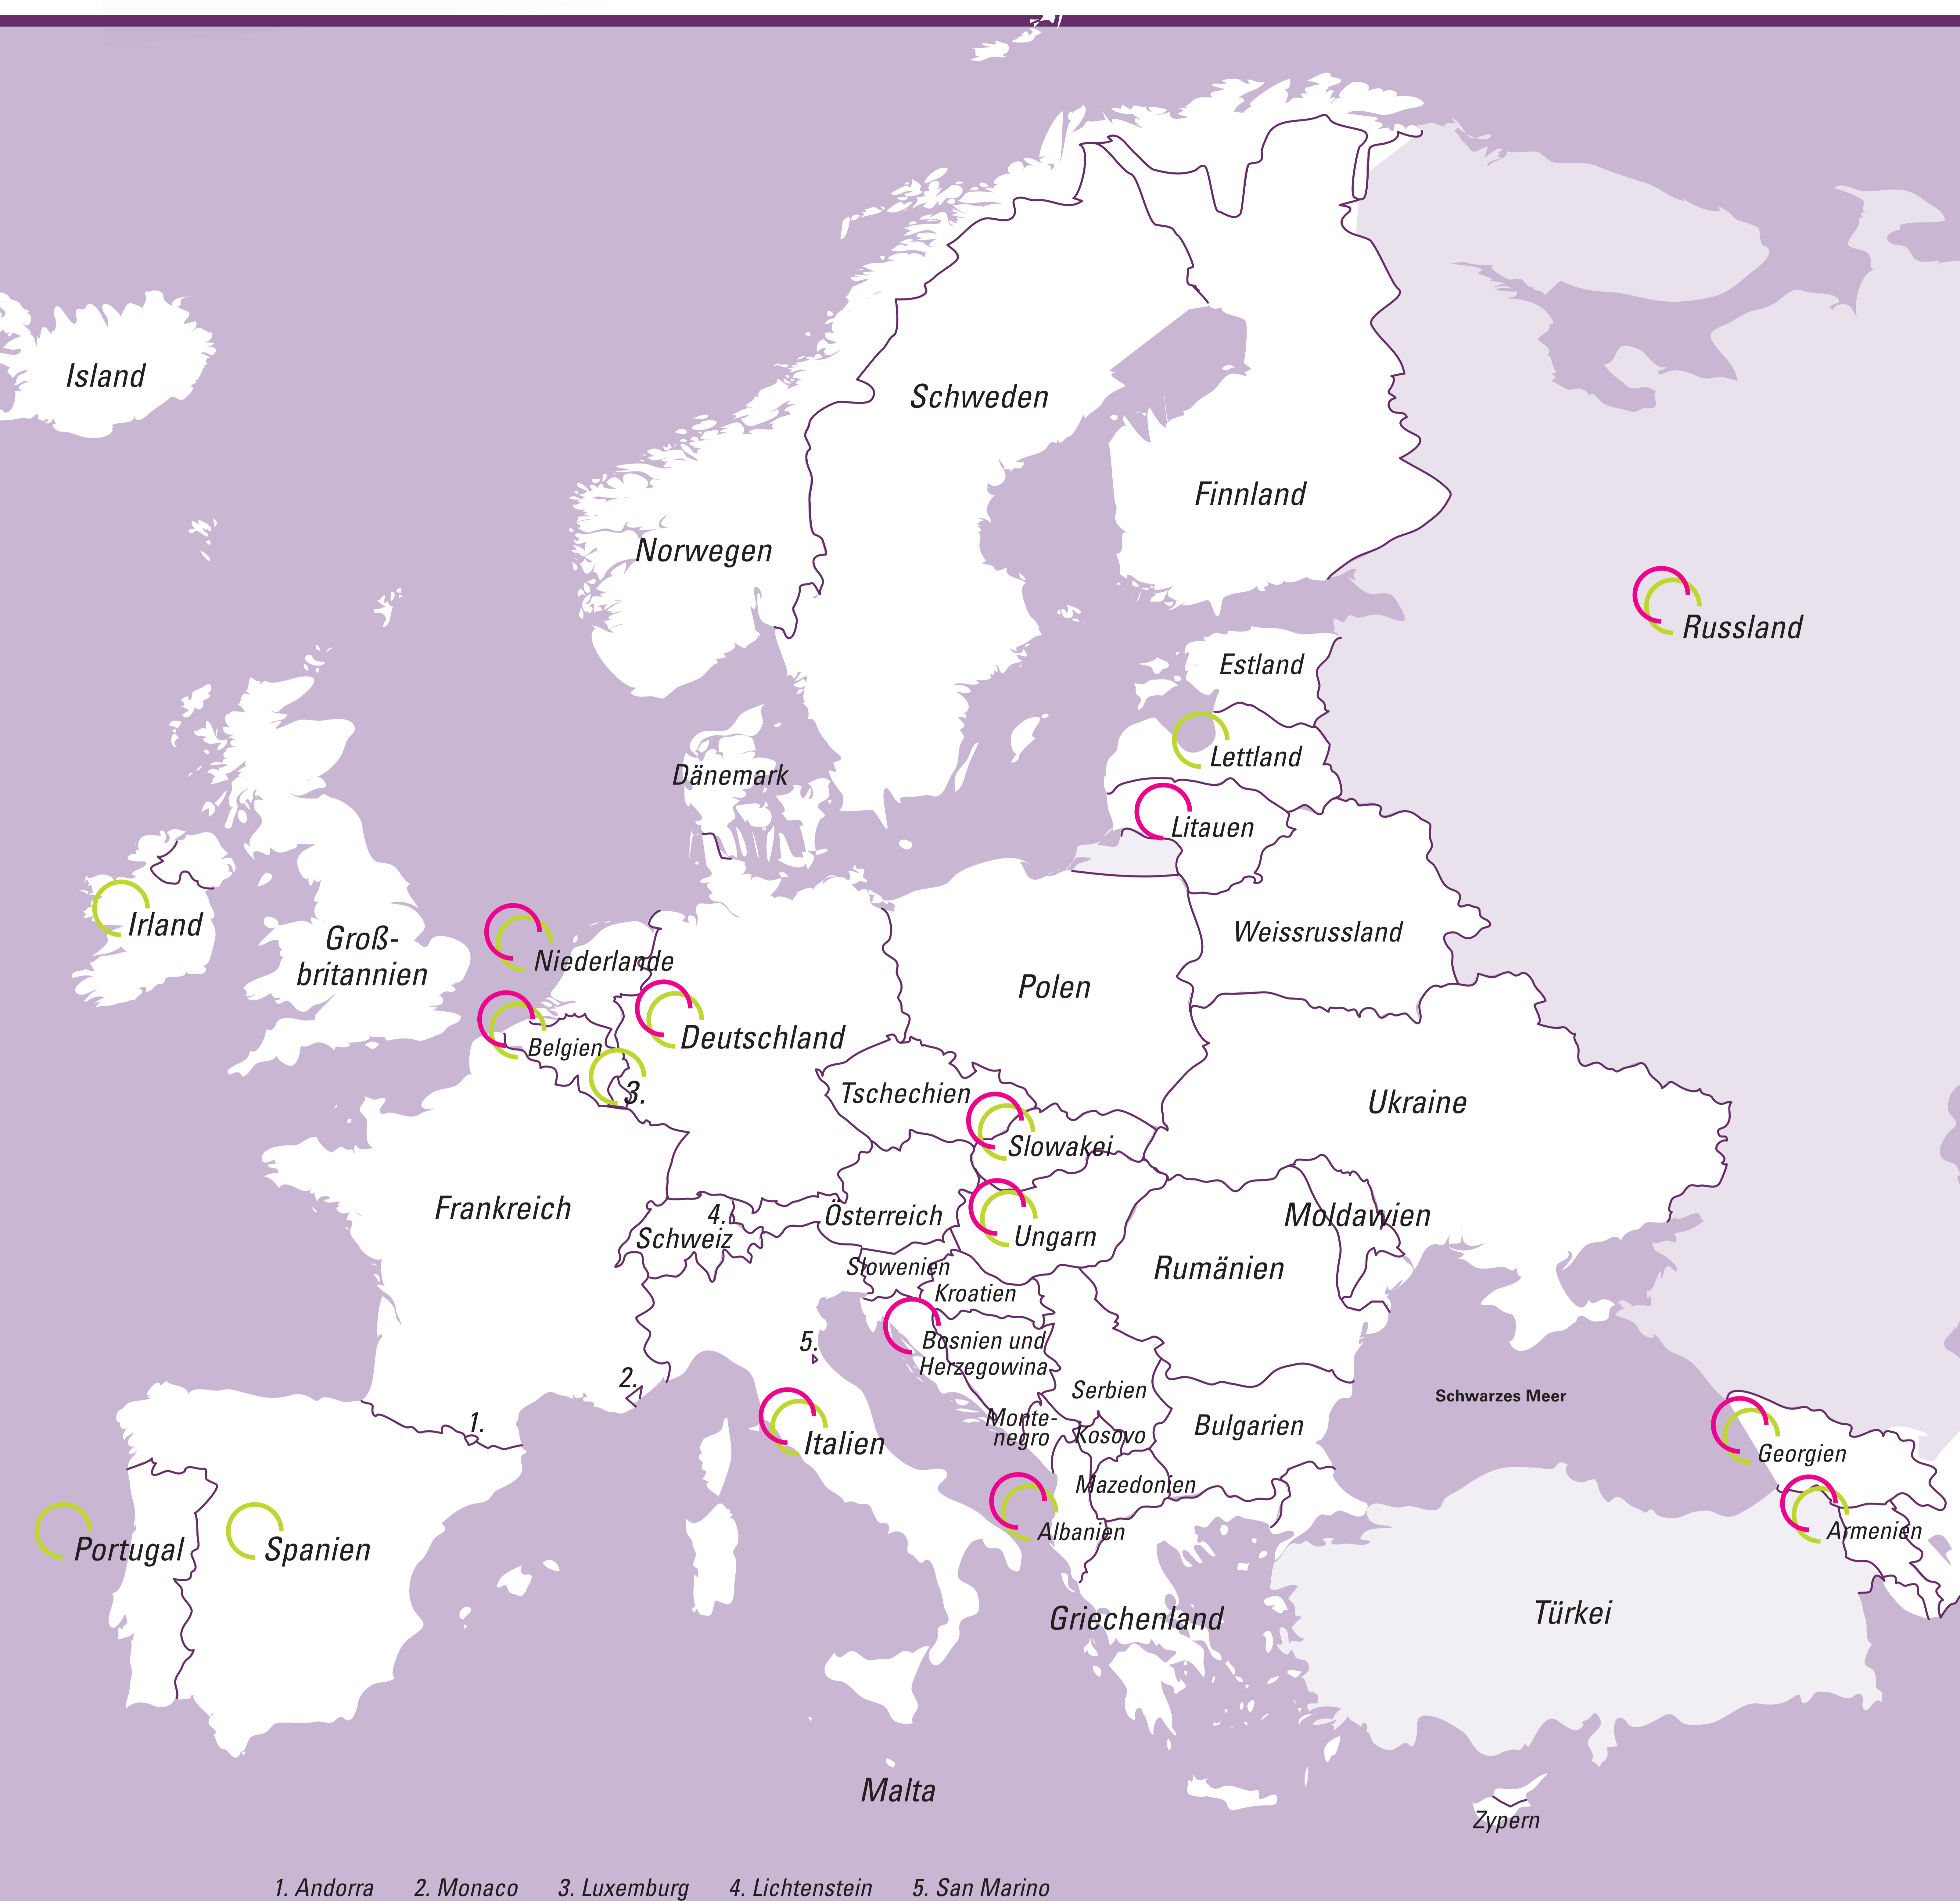 Island
Schweden
Finnland
Norwegen
Russland
Estland
Lettland
Dänemark
Litauen
Irland
Groß-
britannien
Niederlande
Weissrussland
Polen
Belgien
Deutschland
3.
Tschechien
Ukraine
Slowakei
Frankreich
4.
Schweiz
Österreich
Ungarn
Moldawien
Slowenien
Kroatien
Rumänien
5.
Bosnien und
Herzegowina
2.
Serbien
Schwarzes Meer
1.
Italien
Monte-
negro
Kosovo
Bulgarien
Georgien
Mazedonien
Albanien
Armenien
Portugal
Spanien
Griechenland
Türkei
Malta
Zypern
1. Andorra 2. Monaco 3. Luxemburg 4. Lichtenstein 5. San Marino